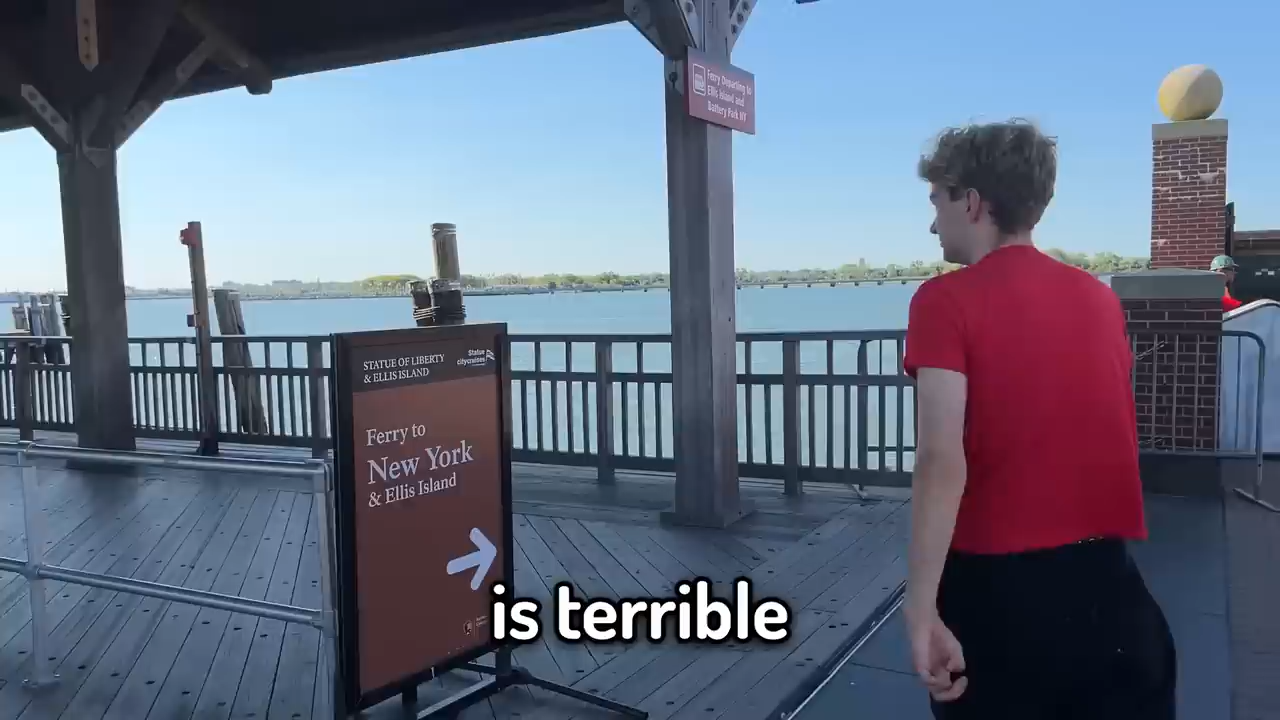 Ferry Departing to
Ellis Island and
Battery Park NY
STATUE OF LIBERTY
& ELLIS ISLAND
Statue
citycruises
Ferry to
New York
& Ellis Island
is terrible